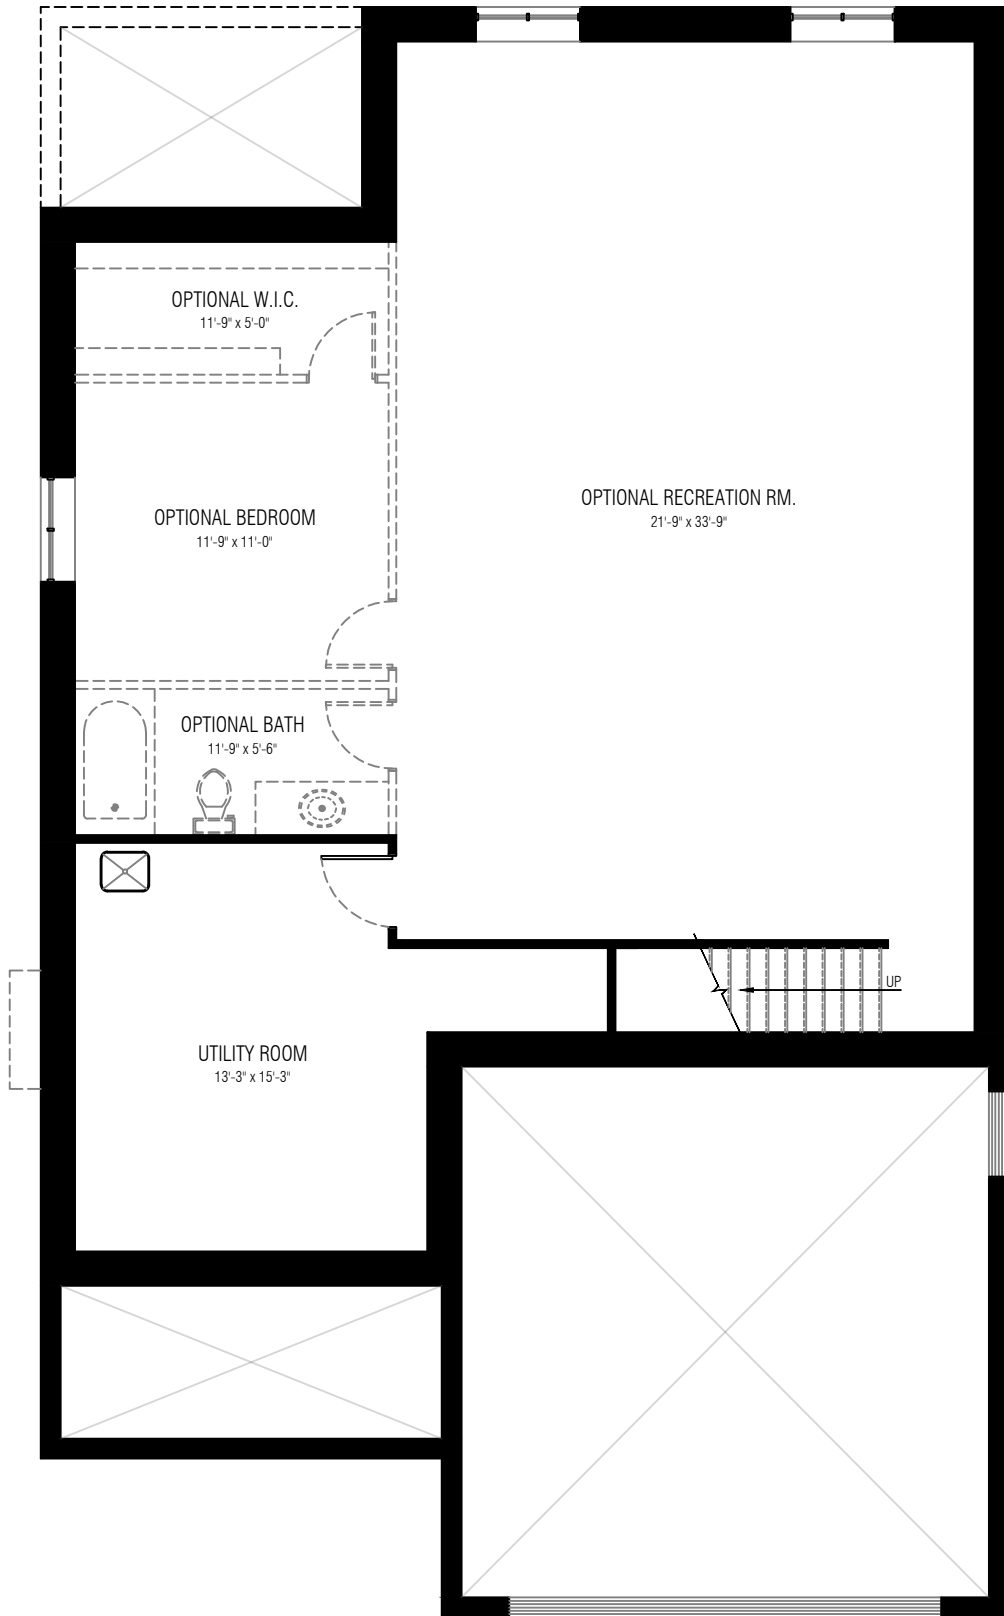 OPTIONAL W.I.C.
11'-9" x 5'-0"
OPTIONAL BEDROOM
11'-9" x 11'-0"
OPTIONAL RECREATION RM.
21'-9" x 33'-9"
OPTIONAL BATH
11'-9" x 5'-6"
UP
UTILITY ROOM
13'-3" x 15'-3"